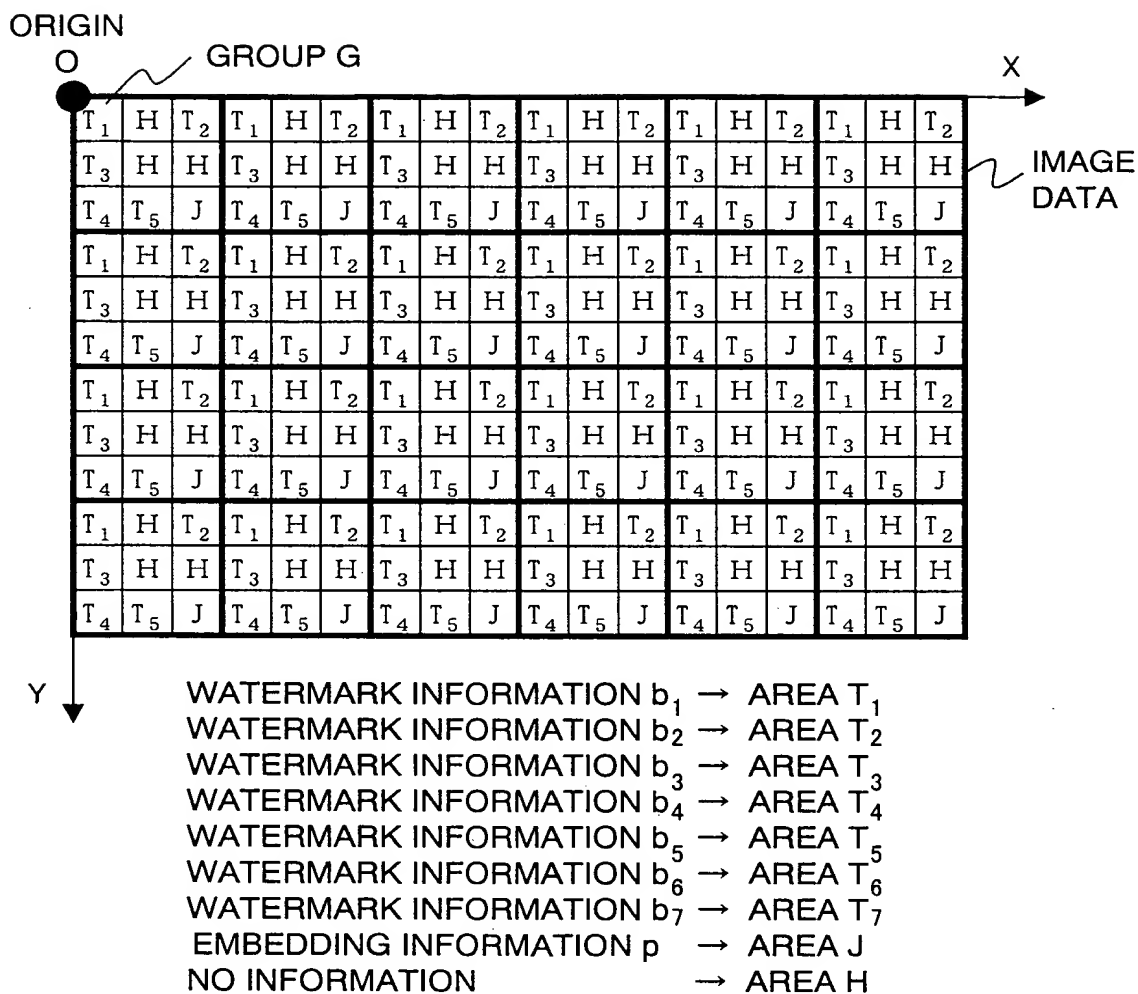 ORIGIN
O
GROUP G
X
T₁ H T₂ T₁ H T₂ T₁ H T₂ T₁ H T₂ T₁ H T₂ T₁ H T₂
T₃ H H T₃ H H T₃ H H T₃ H H T₃ H H T₃ H H
IMAGE
DATA
T₄ T₅ J T₄ T₅ J T₄ T₅ J T₄ T₅ J T₄ T₅ J T₄ T₅ J
T₁ H T₂ T₁ H T₂ T₁ H T₂ T₁ H T₂ T₁ H T₂ T₁ H T₂
T₃ H H T₃ H H T₃ H H T₃ H H T₃ H H T₃ H H
T₄ T₅ J T₄ T₅ J T₄ T₅ J T₄ T₅ J T₄ T₅ J T₄ T₅ J
T₁ H T₂ T₁ H T₂ T₁ H T₂ T₁ H T₂ T₁ H T₂ T₁ H T₂
T₃ H H T₃ H H T₃ H H T₃ H H T₃ H H T₃ H H
T₄ T₅ J T₄ T₅ J T₄ T₅ J T₄ T₅ J T₄ T₅ J T₄ T₅ J
T₁ H T₂ T₁ H T₂ T₁ H T₂ T₁ H T₂ T₁ H T₂ T₁ H T₂
T₃ H H T₃ H H T₃ H H T₃ H H T₃ H H T₃ H H
T₄ T₅ J T₄ T₅ J T₄ T₅ J T₄ T₅ J T₄ T₅ J T₄ T₅ J
Y
WATERMARK INFORMATION b₁ → AREA T₁
WATERMARK INFORMATION b₂ → AREA T₂
WATERMARK INFORMATION b₃ → AREA T₃
WATERMARK INFORMATION b₄ → AREA T₄
WATERMARK INFORMATION b₅ → AREA T₅
WATERMARK INFORMATION b₆ → AREA T₆
WATERMARK INFORMATION b₇ → AREA T₇
EMBEDDING INFORMATION p → AREA J
NO INFORMATION → AREA H